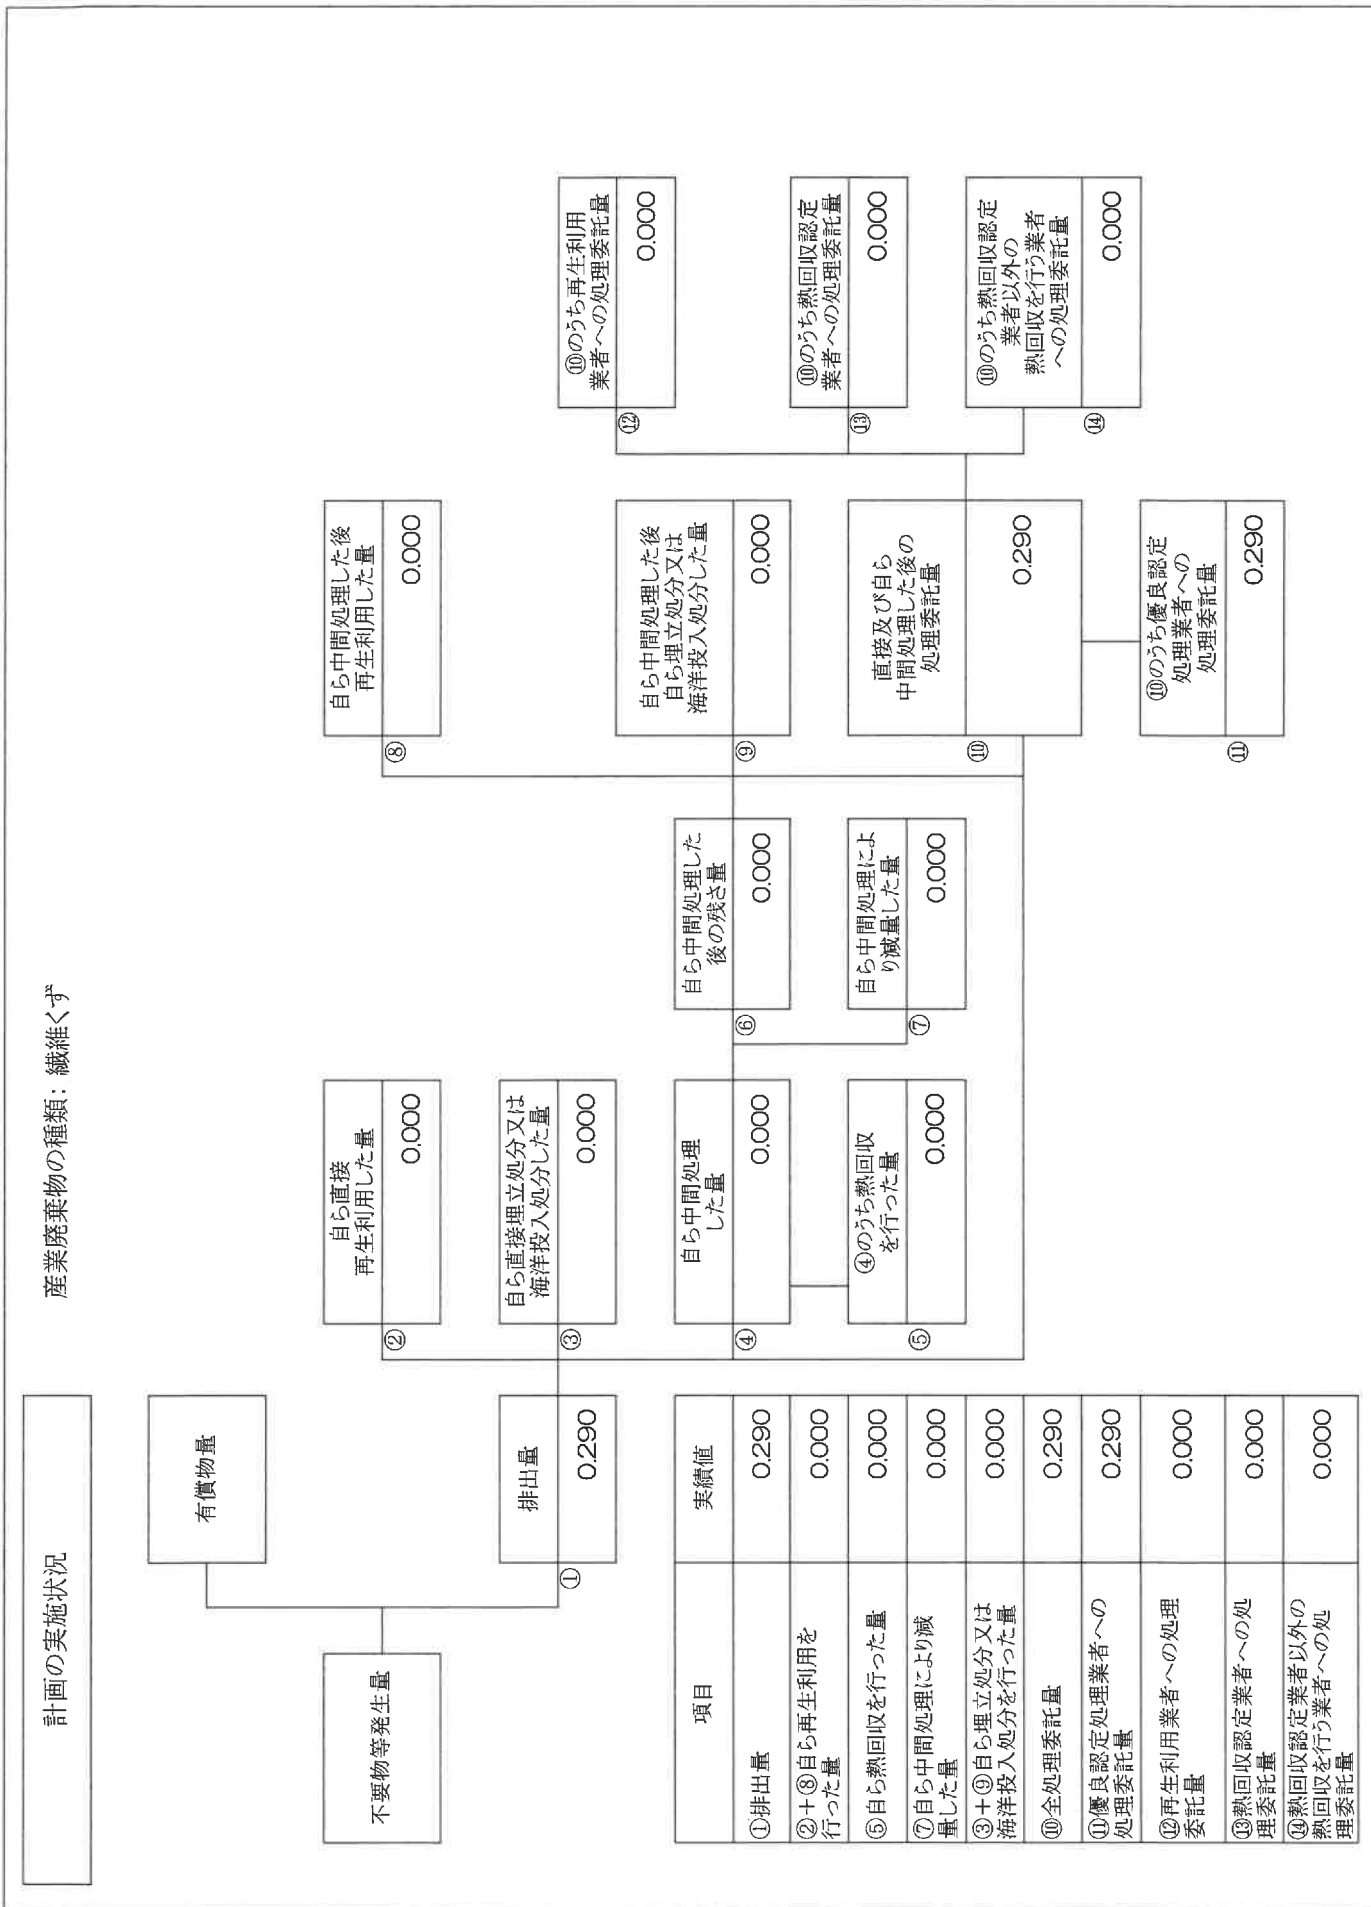 計画の実施状況
産業廃棄物の種類：繊維くず
不要物等発生量
有償物量
①
排出量
0.290
②
自ら直接
再生利用した量
0.000
③
自ら直接埋立処分又は
海洋投入処分した量
0.000
④
自ら中間処理
した量
0.000
⑤
④のうち熱回収
を行った量
0.000
⑥
自ら中間処理した
後の残さ量
0.000
⑦
自ら中間処理によ
り減量した量
0.000
⑧
自ら中間処理した後
再生利用した量
0.000
⑨
自ら中間処理した後
自ら埋立処分又は
海洋投入処分した量
0.000
⑩
直接及び自ら
中間処理した後の
処理委託量
0.290
⑪
⑩のうち優良認定
処理業者への
処理委託量
0.290
⑫
⑩のうち再生利用
業者への処理委託量
0.000
⑬
⑩のうち熱回収認定
業者への処理委託量
0.000
⑭
⑩のうち熱回収認定
業者以外の
熱回収を行う業者
への処理委託量
0.000
項目 実績値
①排出量 0.290
②+⑧自ら再生利用を
行った量 0.000
⑤自ら熱回収を行った量 0.000
⑦自ら中間処理により減
量した量 0.000
③+⑨自ら埋立処分又は
海洋投入処分を行った量 0.000
⑩全処理委託量 0.290
⑪優良認定処理業者への
処理委託量 0.290
⑫再生利用業者への処理
委託量 0.000
⑬熱回収認定業者への処
理委託量 0.000
⑭熱回収認定業者以外の
熱回収を行う業者への処
理委託量 0.000